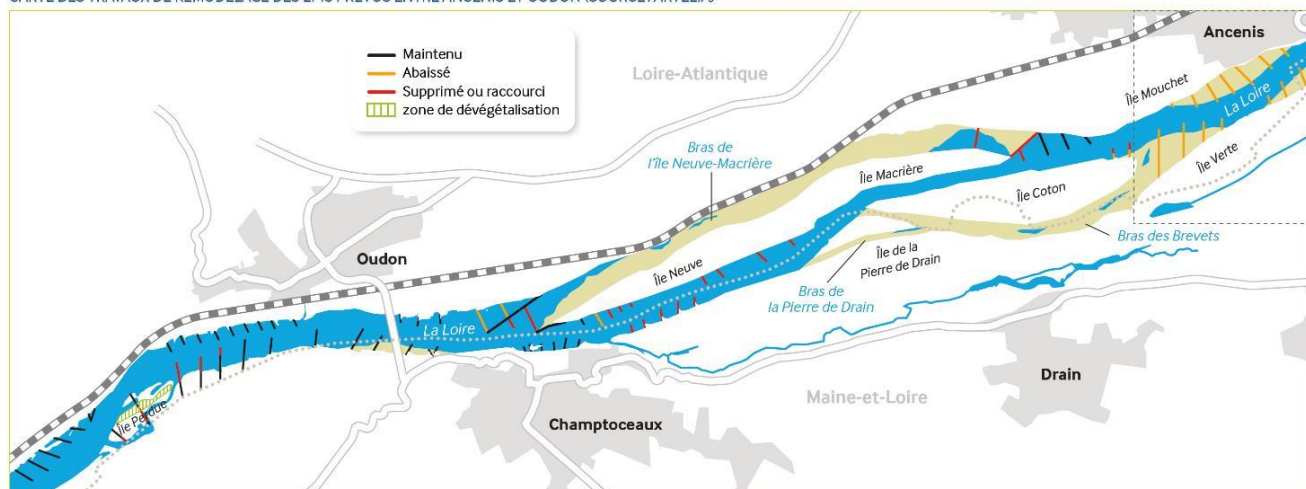 Maintenu
Abaissé
Supprimé ou raccourci
zone de dévégétalisation
Loire-Atlantique
Ancenis
Île Mouchet
La Loire
Île Verte
Bras de
l'île Neuve-Macrière
Île Macrière
Île Coton
Bras des Brevets
Île de la
Pierre de Drain
Bras de
la Pierre de Drain
Île Neuve
Oudon
La Loire
Île Perdue
Champtoceaux
Maine-et-Loire
Drain